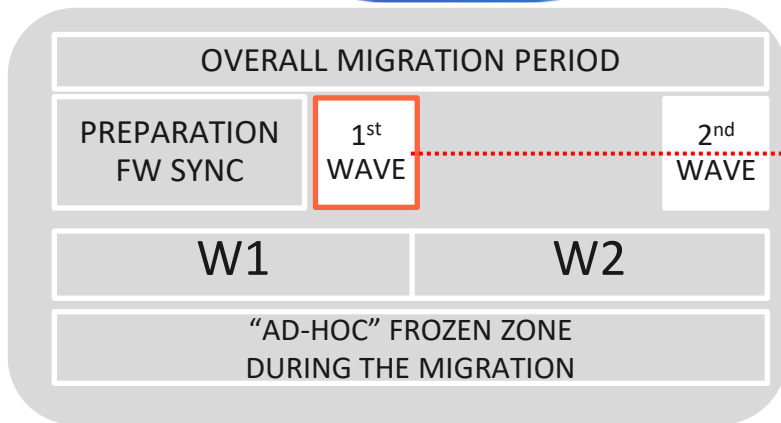 OVERALL MIGRATION PERIOD
PREPARATION
FW SYNC
1st
WAVE
2nd
WAVE
W1
W2
“AD-HOC” FROZEN ZONE
DURING THE MIGRATION